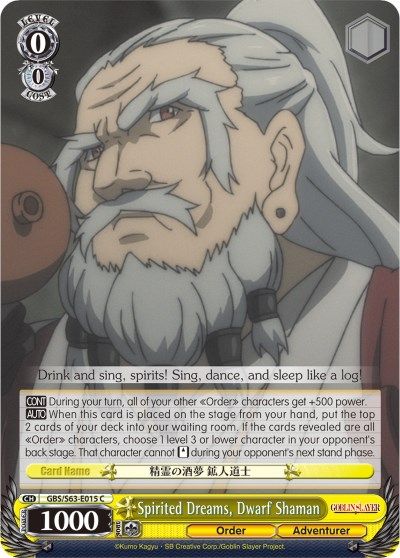 LEVEL
0
0
COST
Drink and sing, spirits! Sing, dance, and sleep like a log!
CONT During your turn, all of your other «Order» characters get +500 power.
AUTO When this card is placed on the stage from your hand, put the top
2 cards of your deck into your waiting room. If the cards revealed are all
«Order» characters, choose 1 level 3 or lower character in your opponent's
back stage. That character cannot during your opponent's next stand phase.
Card Name 精霊の酒夢 鉱人道士
CH GBS/S63-E015 C
Spirited Dreams, Dwarf Shaman GOBLIN SLAYER
POWER 1000 SOUL Order Adventurer
©Kumo Kagyu・SB Creative Corp./Goblin Slayer Project.